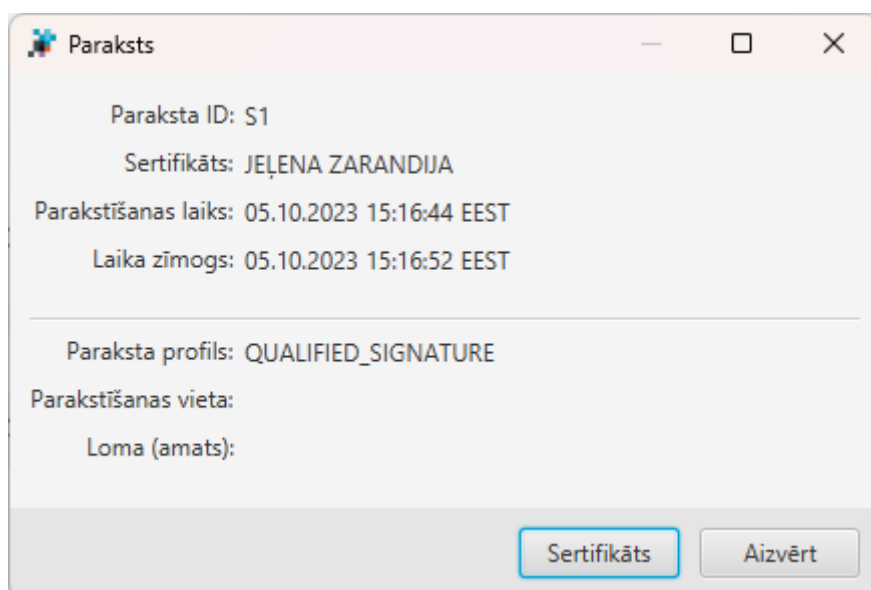 Paraksts
Paraksta ID: S1
Sertifikāts: JEĻENA ZARANDIJA
Parakstīšanas laiks: 05.10.2023 15:16:44 EEST
Laika zīmogs: 05.10.2023 15:16:52 EEST
Paraksta profils: QUALIFIED_SIGNATURE
Parakstīšanas vieta:
Loma (amats):
Sertifikāts Aizvērt